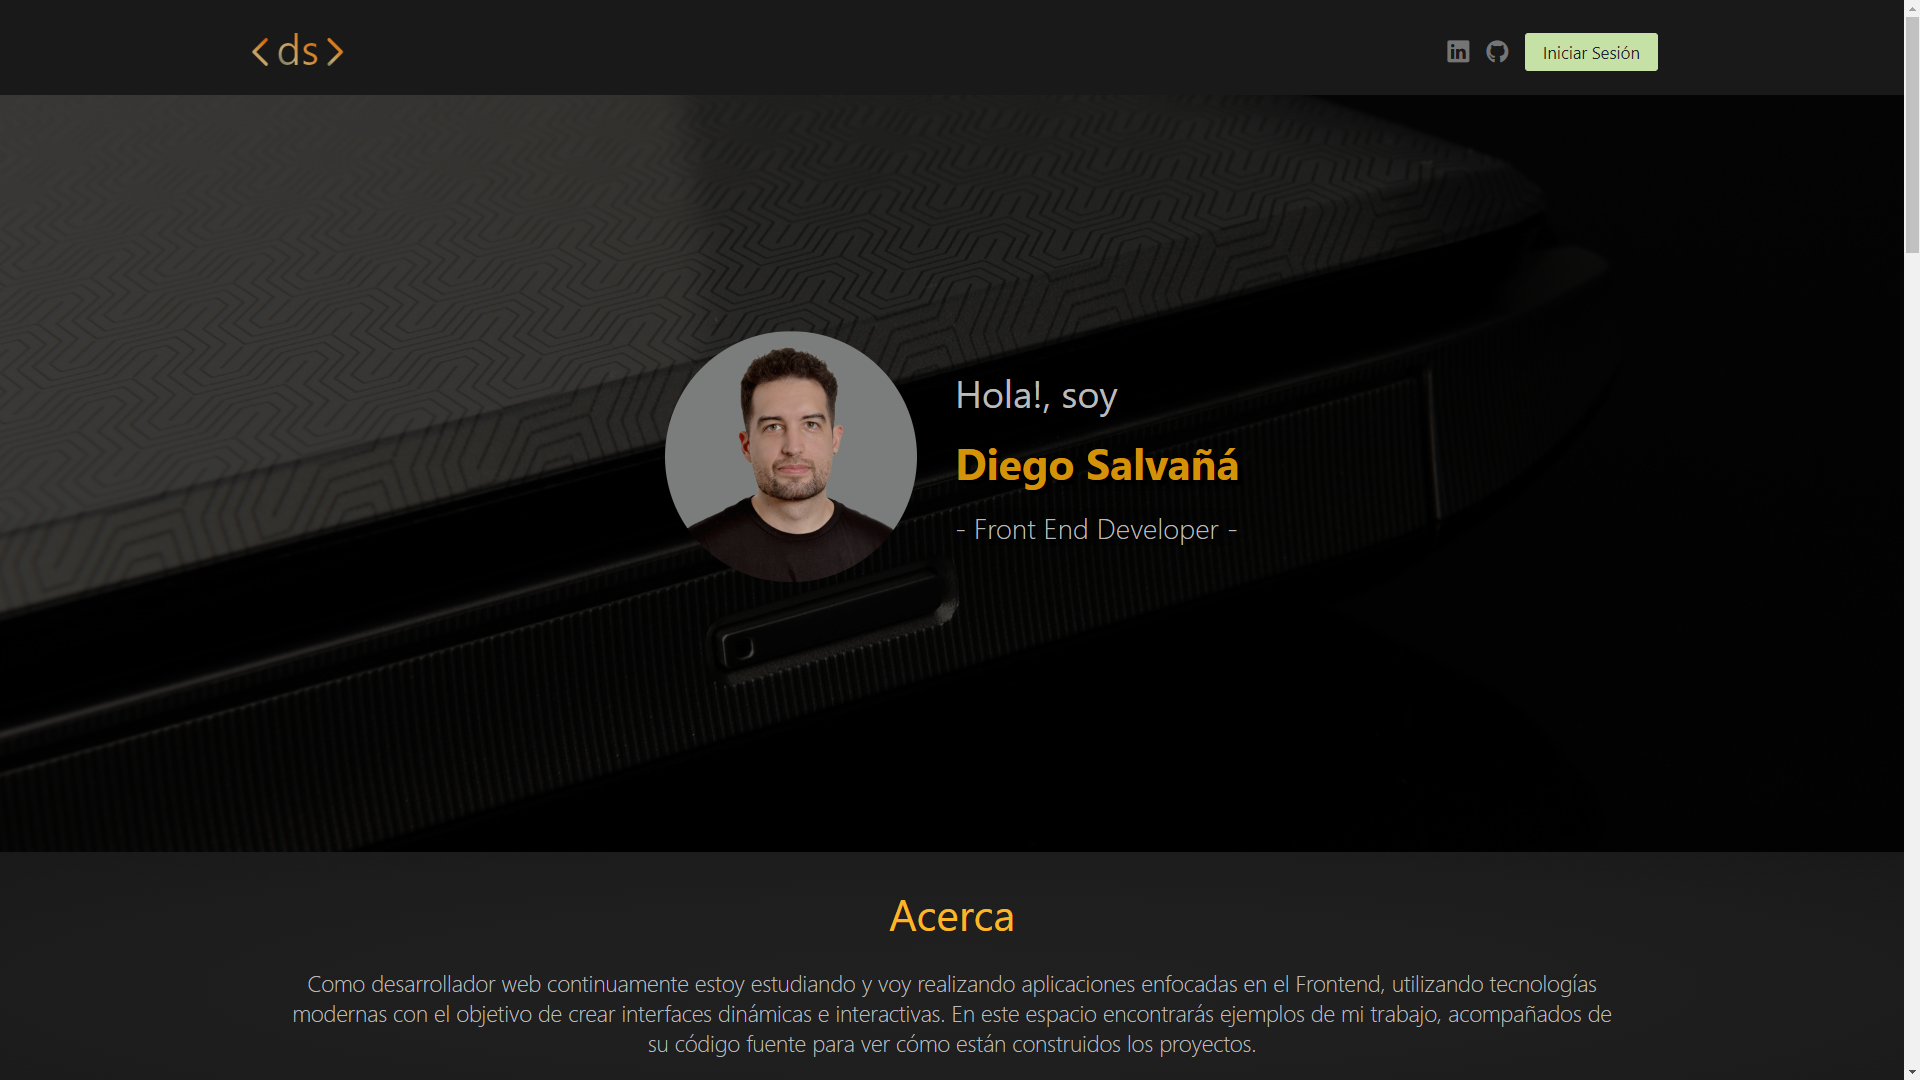 <ds>
in
Iniciar Sesión
Hola!, soy
Diego Salvañá
- Front End Developer -
Acerca
Como desarrollador web continuamente estoy estudiando y voy realizando aplicaciones enfocadas en el Frontend, utilizando tecnologías
modernas con el objetivo de crear interfaces dinámicas e interactivas. En este espacio encontrarás ejemplos de mi trabajo, acompañados de
su código fuente para ver cómo están construidos los proyectos.